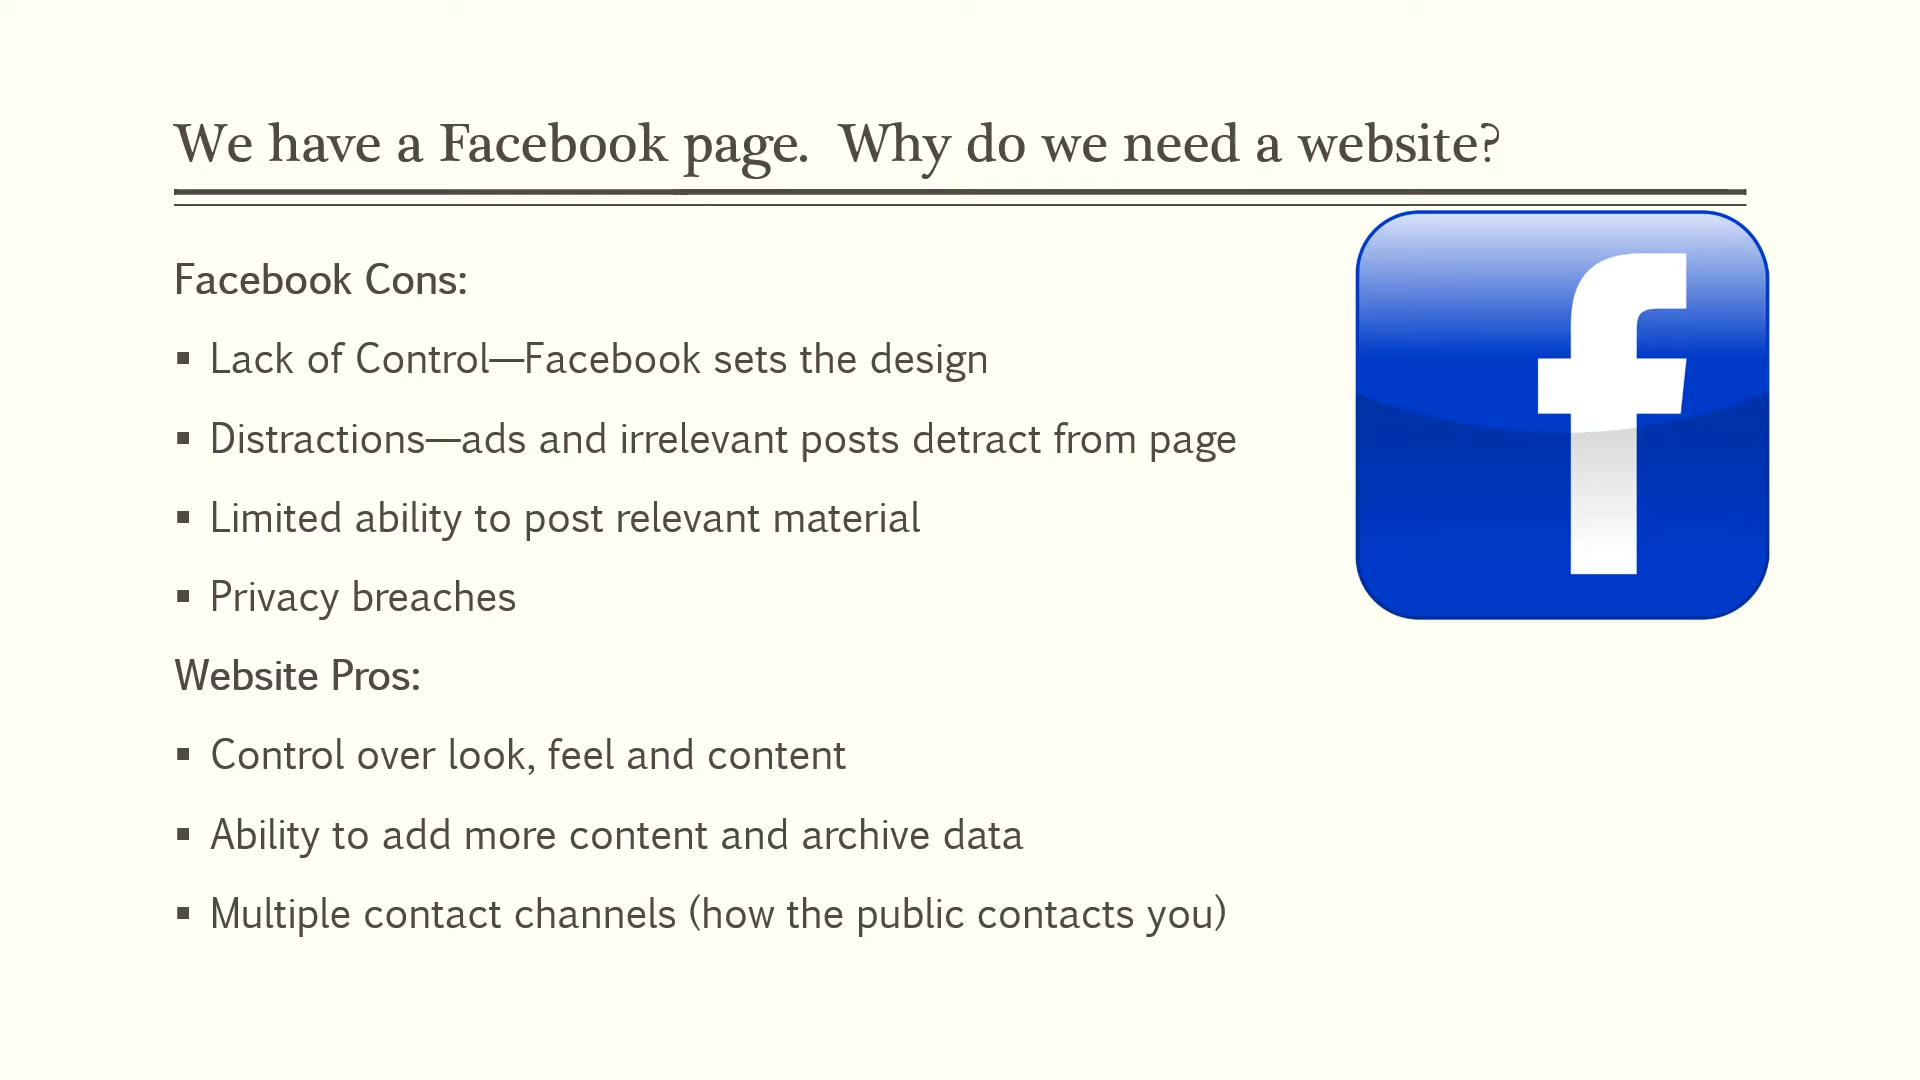 We have a Facebook page.  Why do we need a website?
Facebook Cons:
▪ Lack of Control—Facebook sets the design
▪ Distractions—ads and irrelevant posts detract from page
▪ Limited ability to post relevant material
▪ Privacy breaches
Website Pros:
▪ Control over look, feel and content
▪ Ability to add more content and archive data
▪ Multiple contact channels (how the public contacts you)
f